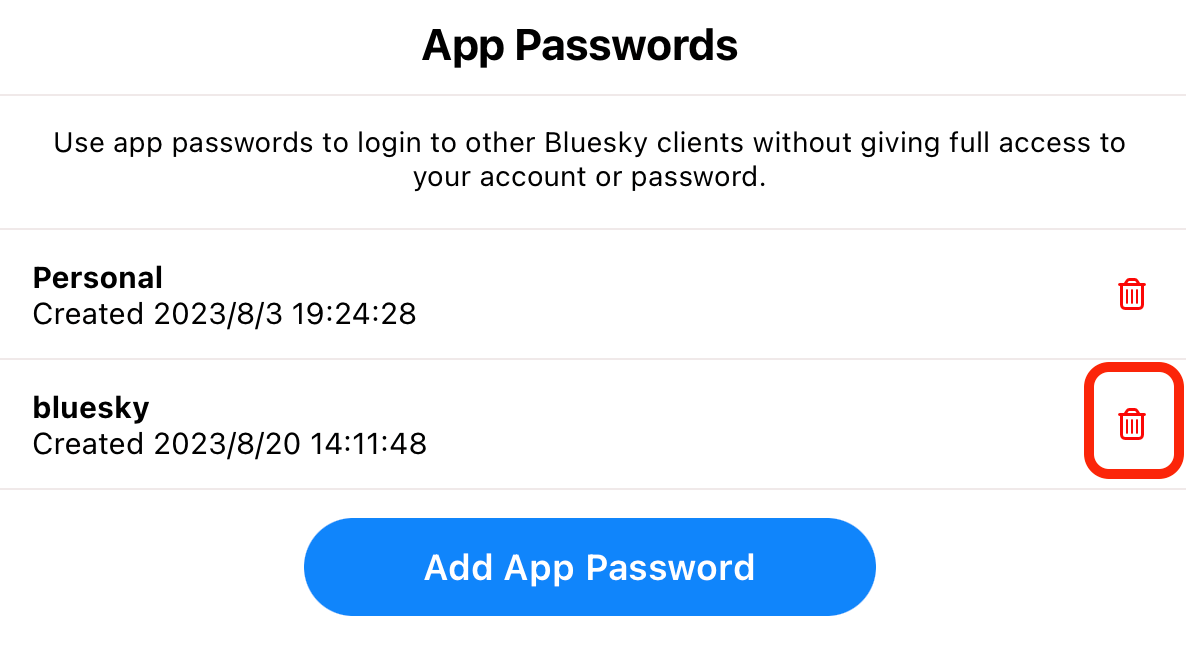 App Passwords
Use app passwords to login to other Bluesky clients without giving full access to
your account or password.
Personal
Created 2023/8/3 19:24:28
bluesky
Created 2023/8/20 14:11:48
Add App Password